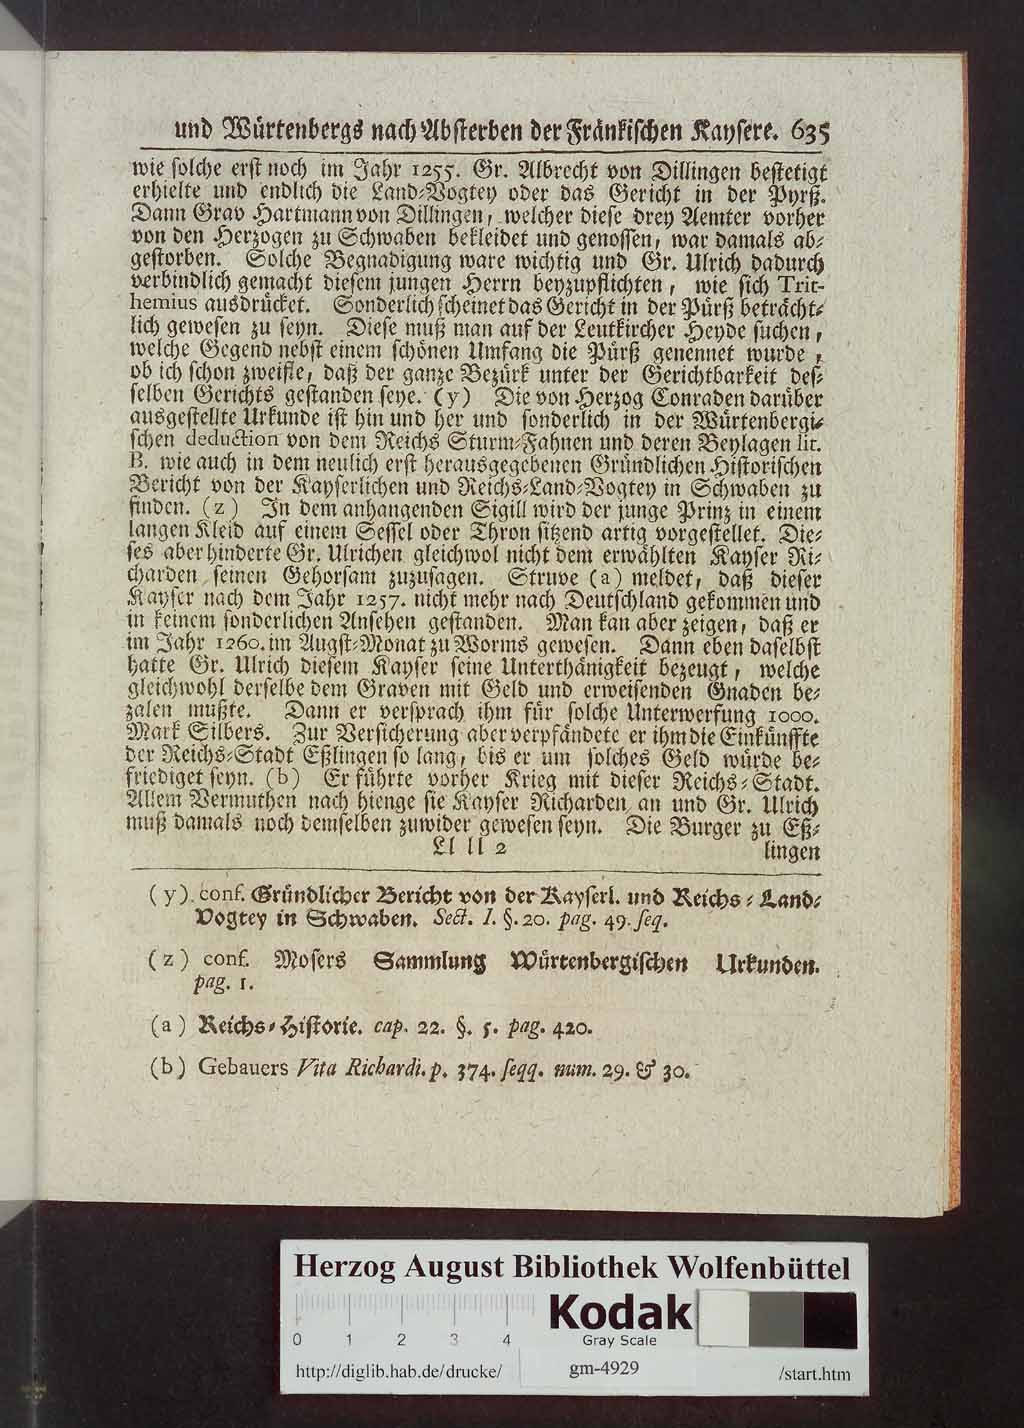 und Würtenbergs nach Absterben der Fränkischen Kaysere. 635
wie solche erst noch im Jahr 1255. Gr. Albrecht von Dillingen bestetigt
erhielte und endlich die Land-Vogtey oder das Gericht in der Pyrß.
Dann Grav Hartmann von Dillingen, welcher diese drey Aemter vorher
von den Herzogen zu Schwaben bekleidet und genossen, war damals ab-
gestorben. Solche Begnadigung ware wichtig und Gr. Ulrich dadurch
verbindlich gemacht diesem jungen Herrn beyzupflichten, wie sich Trit-
hemius ausdrücket. Sonderlich scheinet das Gericht in der Pürß beträcht-
lich gewesen zu seyn. Diese muß man auf der Leutkircher Heyde suchen,
welche Gegend nebst einem schönen Umfang die Pürß genennet wurde,
ob ich schon zweifle, daß der ganze Bezürk unter der Gerichtbarkeit des-
selben Gerichts gestanden seye. (y) Die von Herzog Conraden darüber
ausgestellte Urkunde ist hin und her und sonderlich in der Würtenbergi-
schen deduction von dem Reichs Sturm-Fahnen und deren Beylagen lit.
B. wie auch in dem neulich erst herausgegebenen Gründlichen Historischen
Bericht von der Kayserlichen und Reichs-Land-Vogtey in Schwaben zu
finden. (z) In dem anhangenden Sigill wird der junge Prinz in einem
langen Kleid auf einem Sessel oder Thron sitzend artig vorgestellet. Die-
ses aber hinderte Gr. Ulrichen gleichwol nicht dem erwählten Kayser Ri-
charden seinen Gehorsam zuzusagen. Struve (a) meldet, daß dieser
Kayser nach dem Jahr 1257. nicht mehr nach Deutschland gekommen und
in keinem sonderlichen Ansehen gestanden. Man kan aber zeigen, daß er
im Jahr 1260. im Augst-Monat zu Worms gewesen. Dann eben daselbst
hatte Gr. Ulrich diesem Kayser seine Unterthänigkeit bezeugt, welche
gleichwohl derselbe dem Graven mit Geld und erweisenden Gnaden be-
zalen mußte. Dann er versprach ihm für solche Unterwerfung 1000.
Mark Silbers. Zur Versicherung aber verpfändete er ihm die Einkünffte
der Reichs-Stadt Eßlingen so lang, bis er um solches Geld würde be-
friediget seyn. (b) Er führte vorher Krieg mit dieser Reichs-Stadt.
Allem Vermuthen nach hienge sie Kayser Richarden an und Gr. Ulrich
muß damals noch demselben zuwider gewesen seyn. Die Burger zu Eß-
Ll ll 2 lingen
(y) conf. Gründlicher Bericht von der Kayserl. und Reichs-Land-
Vogtey in Schwaben. Sect. I. §. 20. pag. 49. seq.
(z) conf. Mosers Sammlung Würtenbergischen Urkunden.
pag. 1.
(a) Reichs-Historie. cap. 22. §. 5. pag. 420.
(b) Gebauers Vita Richardi. p. 374. seqq. num. 29. & 30.
Herzog August Bibliothek Wolfenbüttel
Kodak
0 1 2 3 4
Gray Scale
http://diglib.hab.de/drucke/ gm-4929 /start.htm